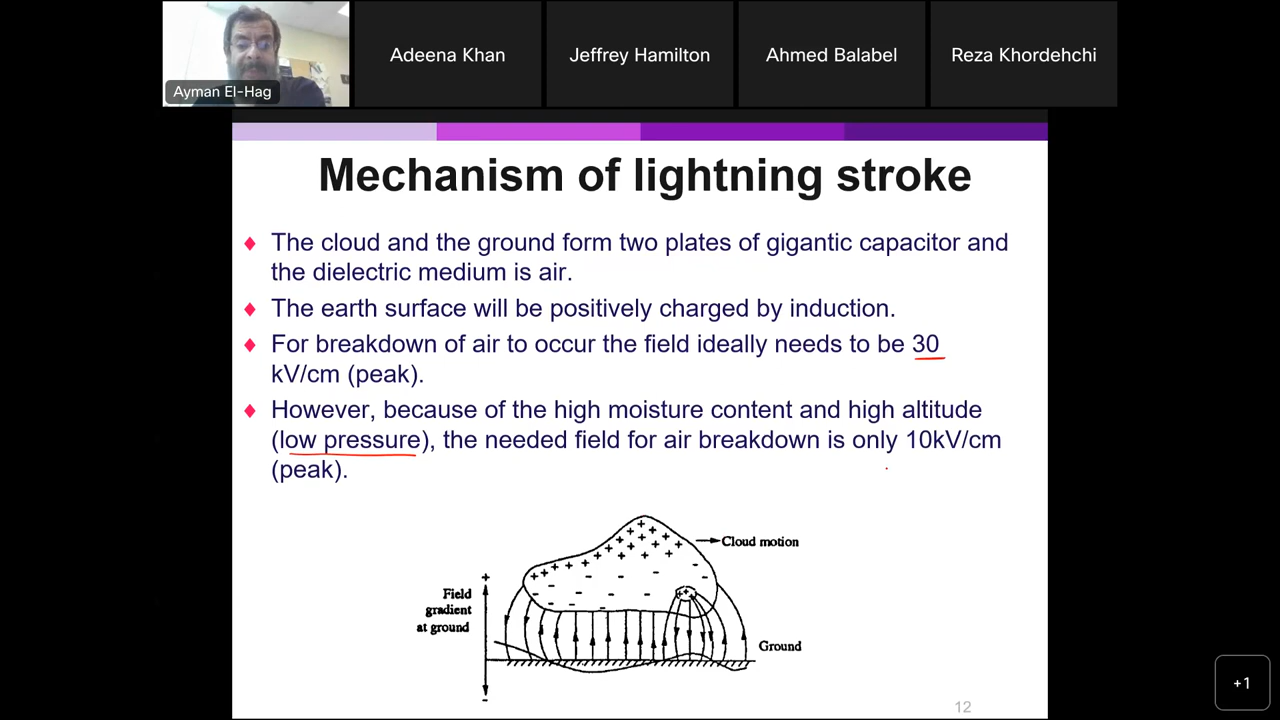 Ayman El-Hag
Adeena Khan
Jeffrey Hamilton
Ahmed Balabel
Reza Khordehchi
Mechanism of lightning stroke
The cloud and the ground form two plates of gigantic capacitor and
the dielectric medium is air.
The earth surface will be positively charged by induction.
For breakdown of air to occur the field ideally needs to be 30
kV/cm (peak).
However, because of the high moisture content and high altitude
(low pressure), the needed field for air breakdown is only 10kV/cm
(peak).
Cloud motion
Field
gradient
at ground
Ground
12
+1